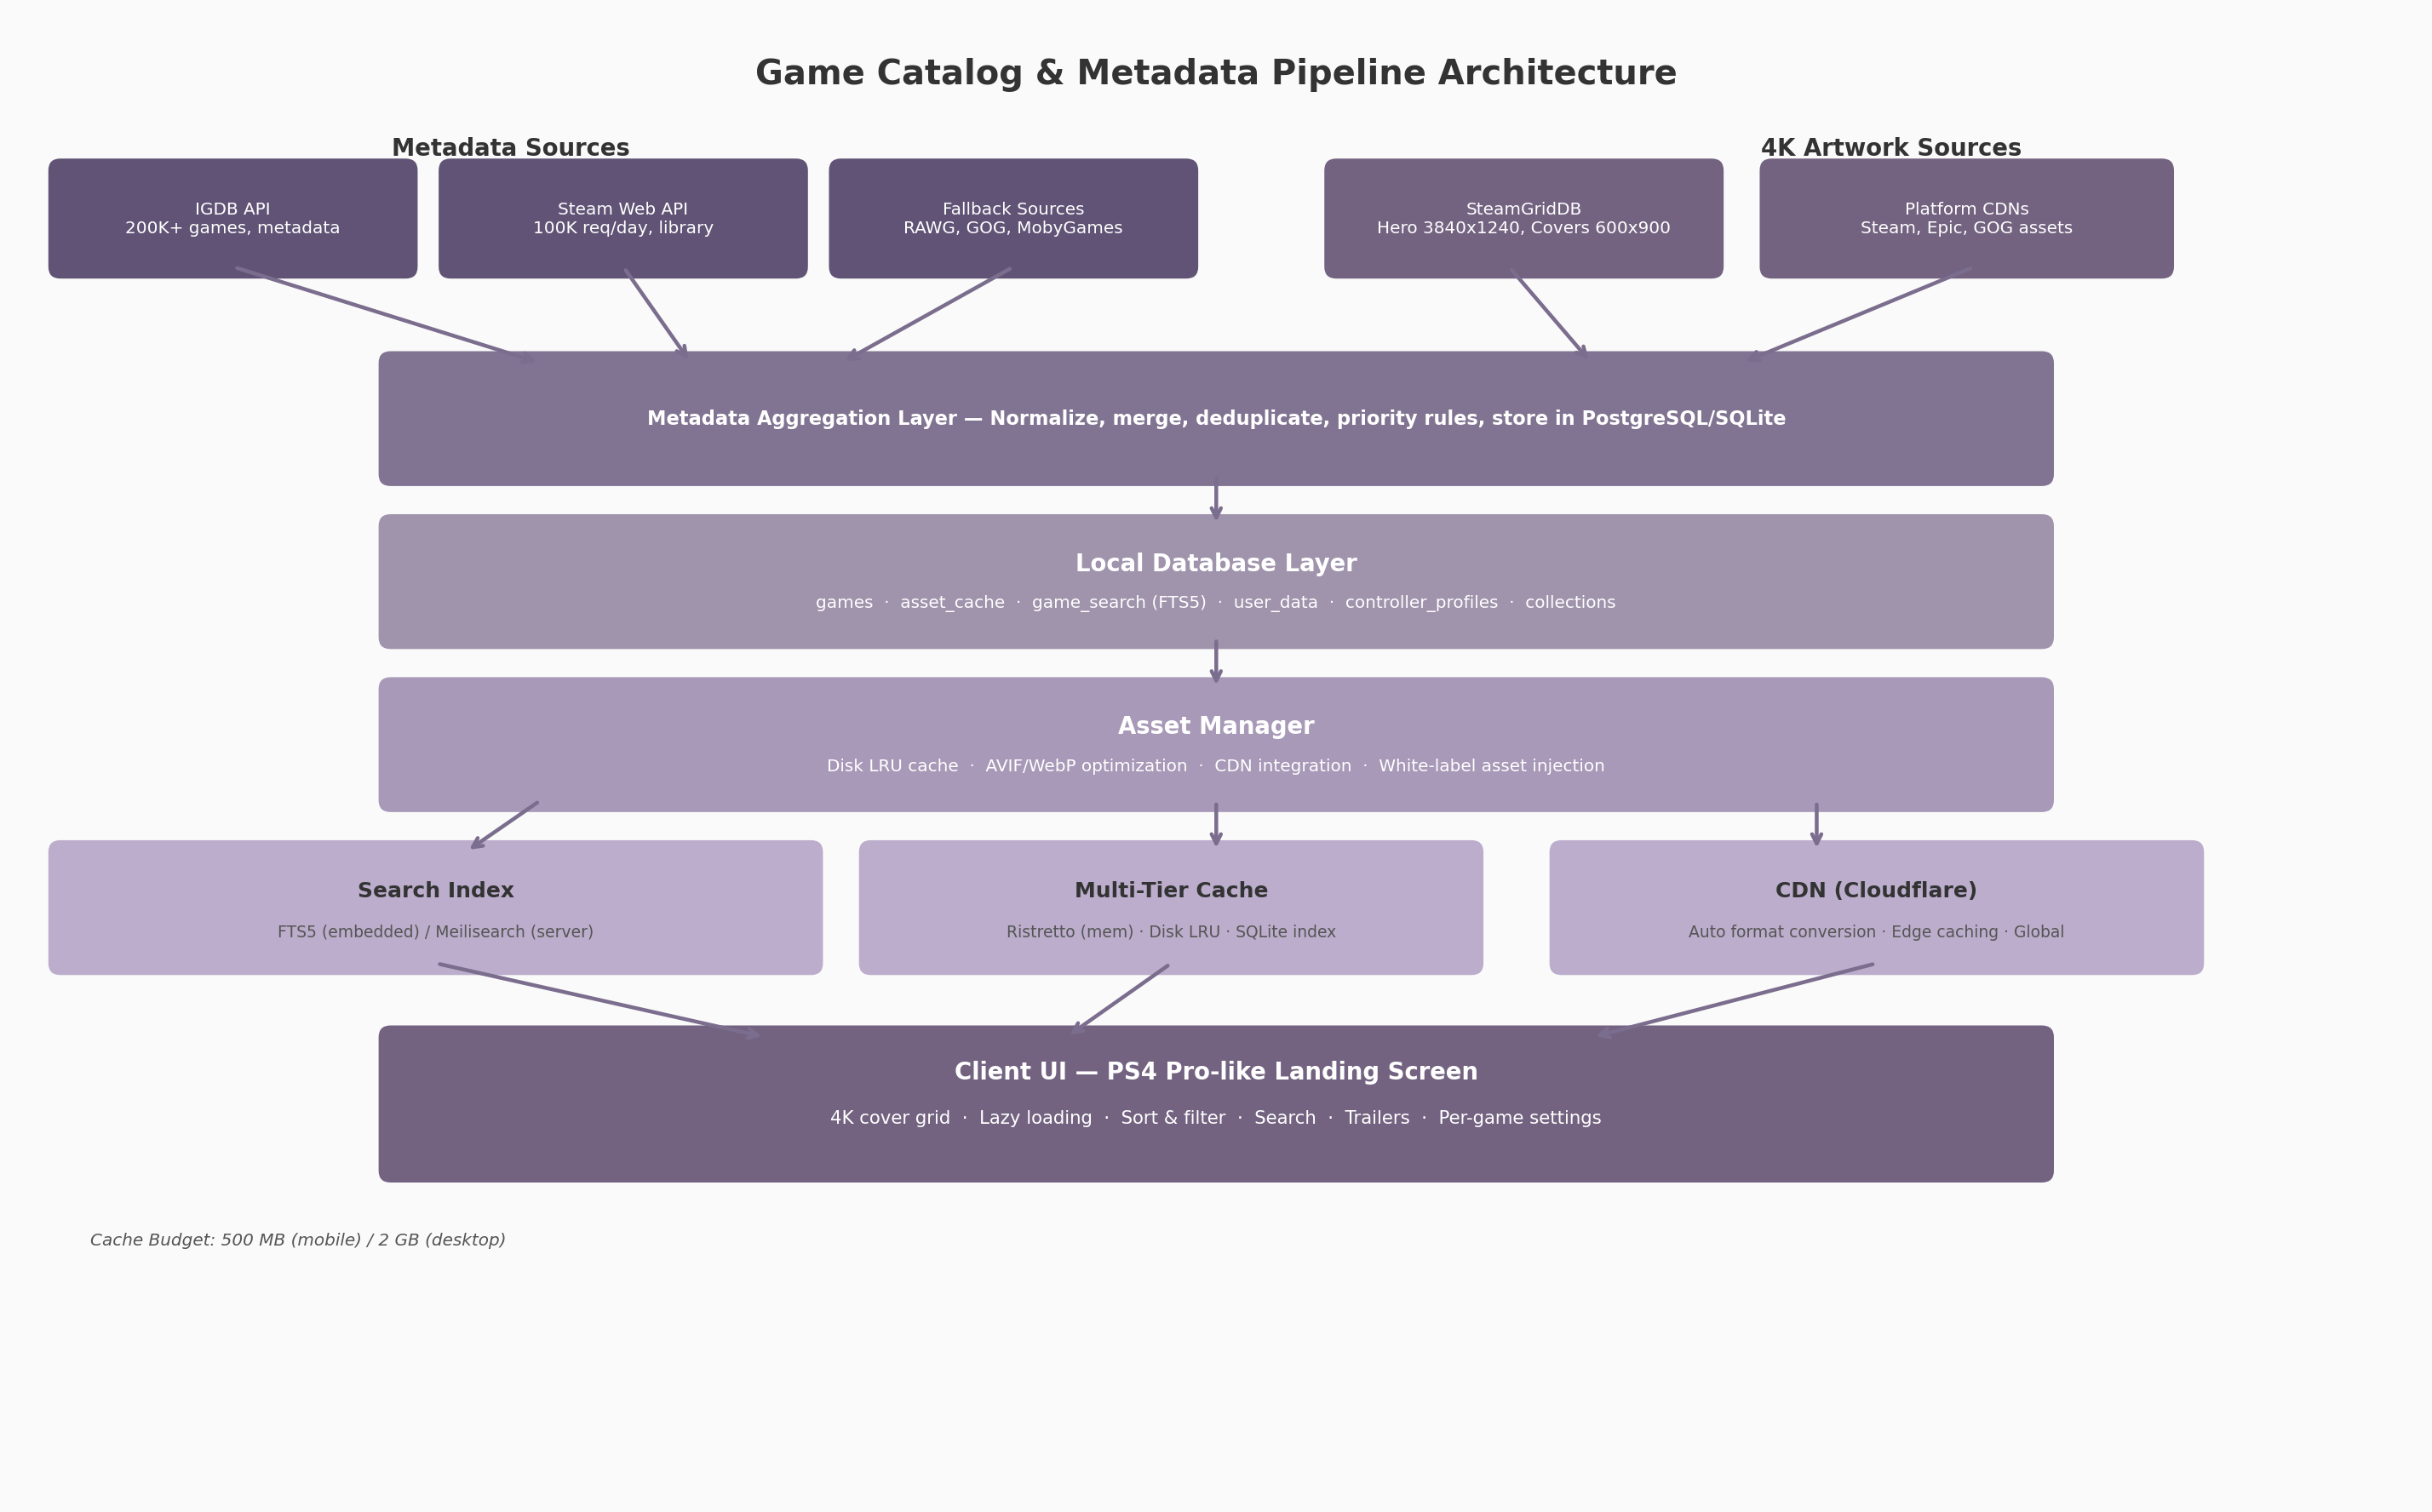 Game Catalog & Metadata Pipeline Architecture
Metadata Sources
4K Artwork Sources
IGDB API
200K+ games, metadata
Steam Web API
100K req/day, library
Fallback Sources
RAWG, GOG, MobyGames
SteamGridDB
Hero 3840x1240, Covers 600x900
Platform CDNs
Steam, Epic, GOG assets
Metadata Aggregation Layer — Normalize, merge, deduplicate, priority rules, store in PostgreSQL/SQLite
Local Database Layer
games · asset_cache · game_search (FTS5) · user_data · controller_profiles · collections
Asset Manager
Disk LRU cache · AVIF/WebP optimization · CDN integration · White-label asset injection
Search Index
FTS5 (embedded) / Meilisearch (server)
Multi-Tier Cache
Ristretto (mem) · Disk LRU · SQLite index
CDN (Cloudflare)
Auto format conversion · Edge caching · Global
Client UI — PS4 Pro-like Landing Screen
4K cover grid · Lazy loading · Sort & filter · Search · Trailers · Per-game settings
Cache Budget: 500 MB (mobile) / 2 GB (desktop)